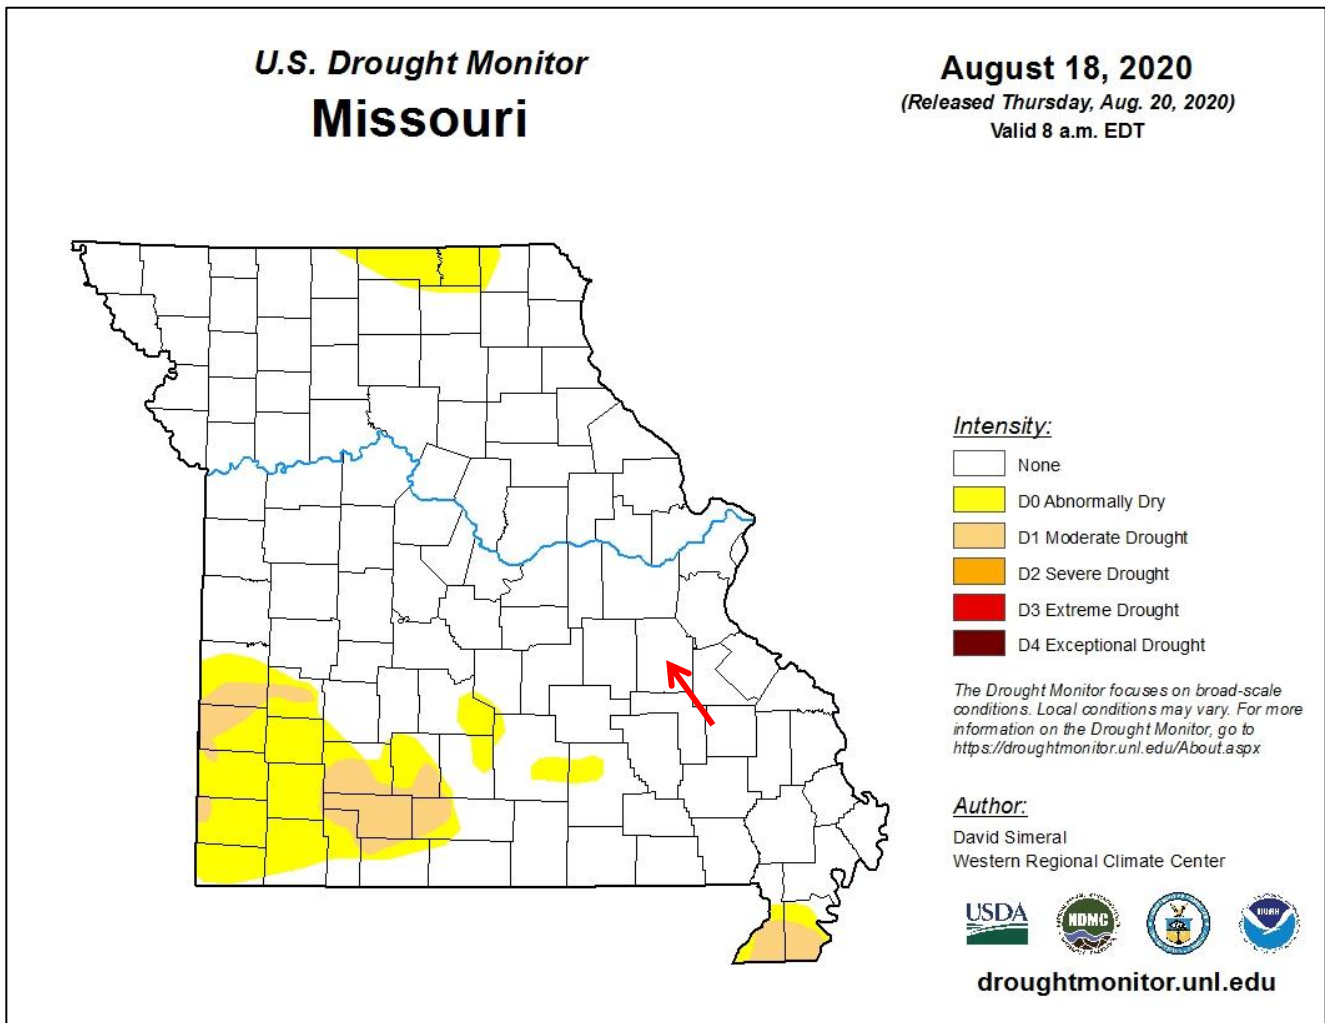 U.S. Drought Monitor
Missouri
August 18, 2020
(Released Thursday, Aug. 20, 2020)
Valid 8 a.m. EDT
Intensity:
None
D0 Abnormally Dry
D1 Moderate Drought
D2 Severe Drought
D3 Extreme Drought
D4 Exceptional Drought
The Drought Monitor focuses on broad-scale
conditions. Local conditions may vary. For more
information on the Drought Monitor, go to
https://droughtmonitor.unl.edu/About.aspx
Author:
David Simeral
Western Regional Climate Center
USDA
NDMC
droughtmonitor.unl.edu